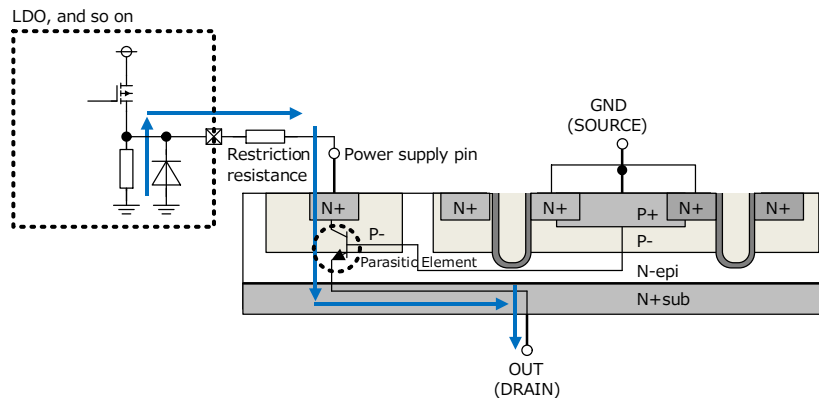 LDO, and so on
Restriction
resistance
Power supply pin
GND
(SOURCE)
N+
P-
Parasitic Element
N+
N+
P+
N+
N+
P-
N-epi
N+sub
OUT
(DRAIN)